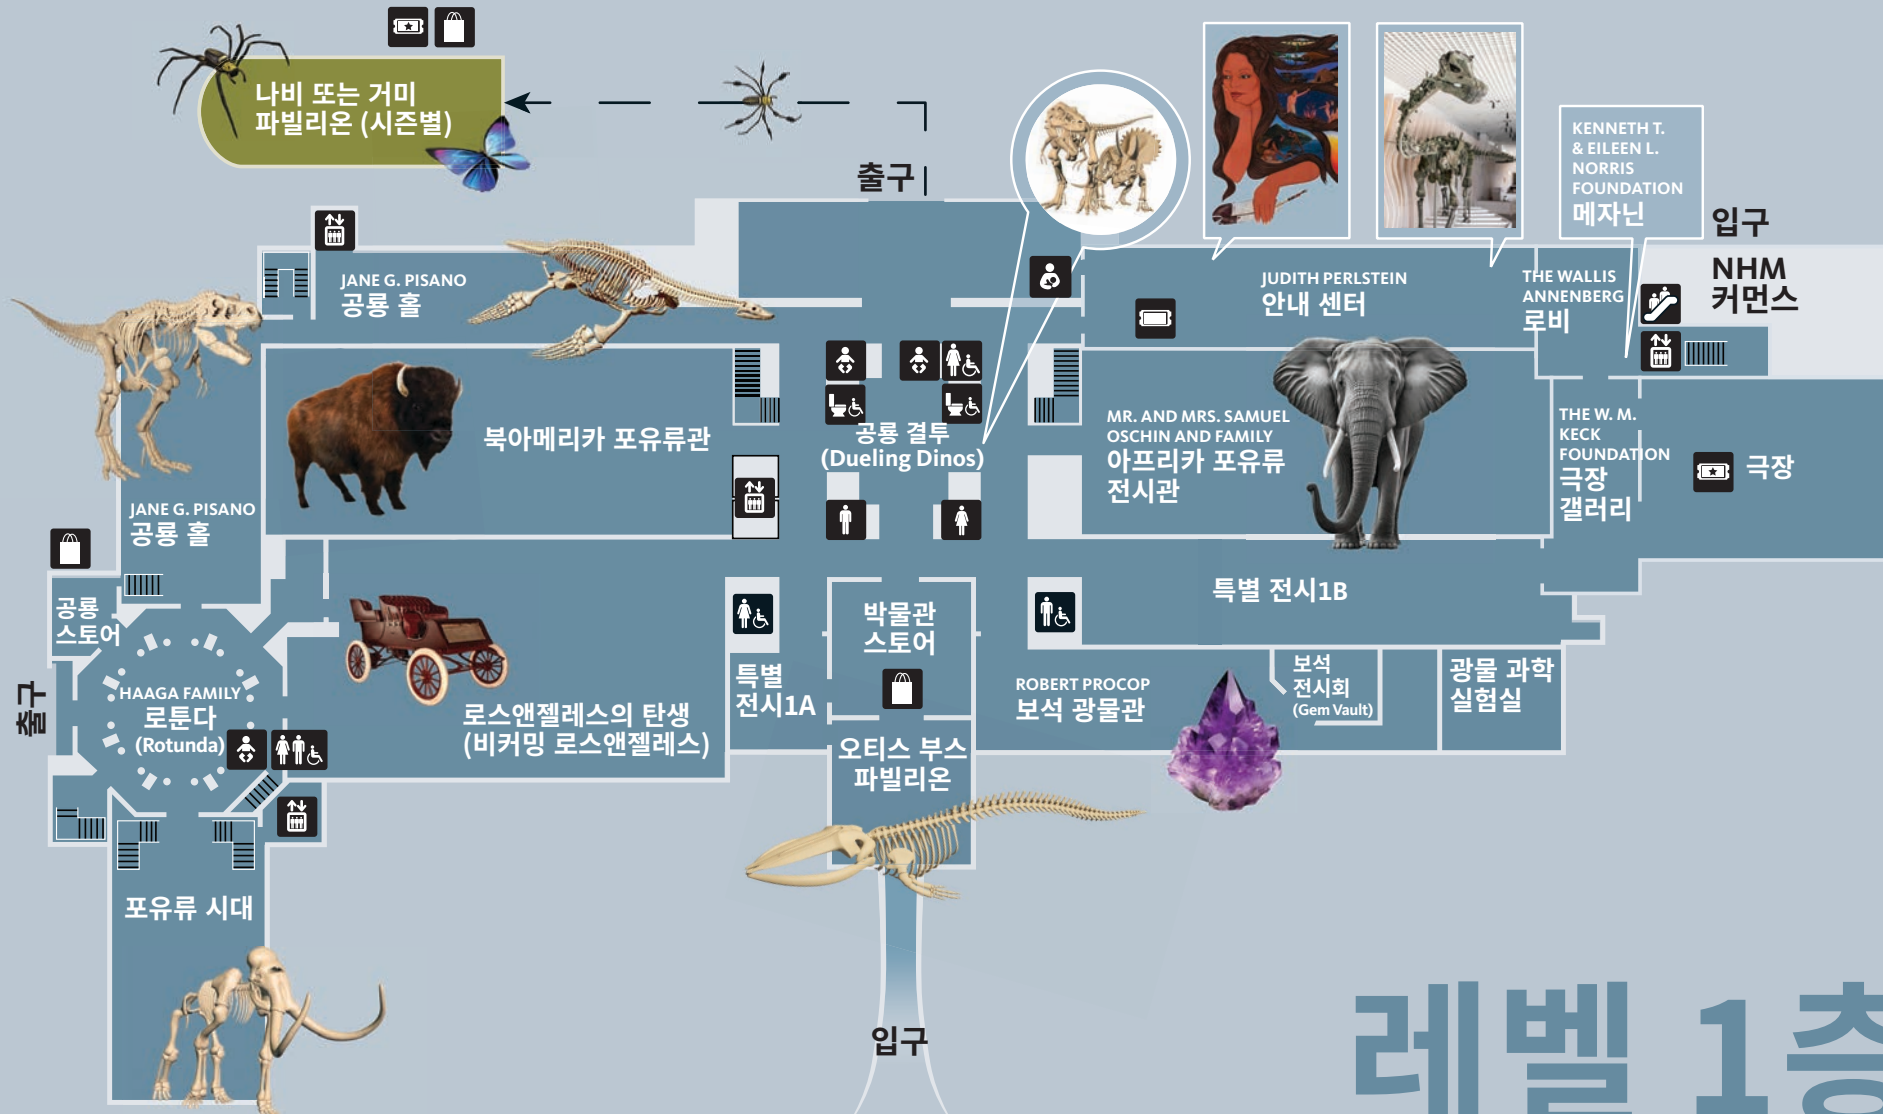 나비 또는 거미
파빌리온 (시즌별)
출구
KENNETH T.
& EILEEN L.
NORRIS
FOUNDATION
메자닌
입구
NHM
커먼스
JANE G. PISANO
공룡 홀
JUDITH PERLSTEIN
안내 센터
THE WALLIS
ANNENBERG
로비
북아메리카 포유류관
공룡 결투
(Dueling Dinos)
MR. AND MRS. SAMUEL
OSCHIN AND FAMILY
아프리카 포유류
전시관
THE W. M.
KECK
FOUNDATION
극장
갤러리
극장
JANE G. PISANO
공룡 홀
공룡
스토어
특별 전시1B
박물관
스토어
출구
HAAGA FAMILY
로툰다
(Rotunda)
로스앤젤레스의 탄생
(비커밍 로스앤젤레스)
특별
전시1A
ROBERT PROCOP
보석 광물관
보석
전시회
(Gem Vault)
광물 과학
실험실
오티스 부스
파빌리온
포유류 시대
입구
레벨 1층